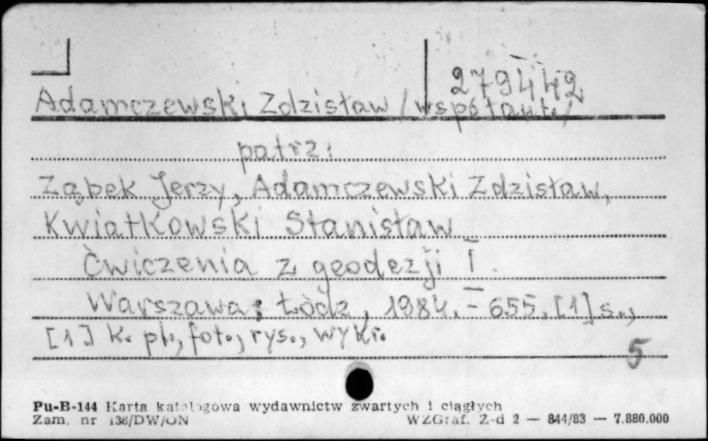 279442
Adamczewski Zdzisław /współaut./
patrz:
Ząbek Jerzy, Adamczewski Zdzisław,
Kwiatkowski Stanisław
Ćwiczenia z geodezji I.
Warszawa; Łódź, 1984. - 655, [1] s.,
[1] k. pl., fot., rys., wykr.
5
Pu-B-144 Karta katalogowa wydawnictw zwartych i ciągłych
Zam. nr 136/DW/ON WZGraf. Z-d 2 — 844/83 — 7.880.000